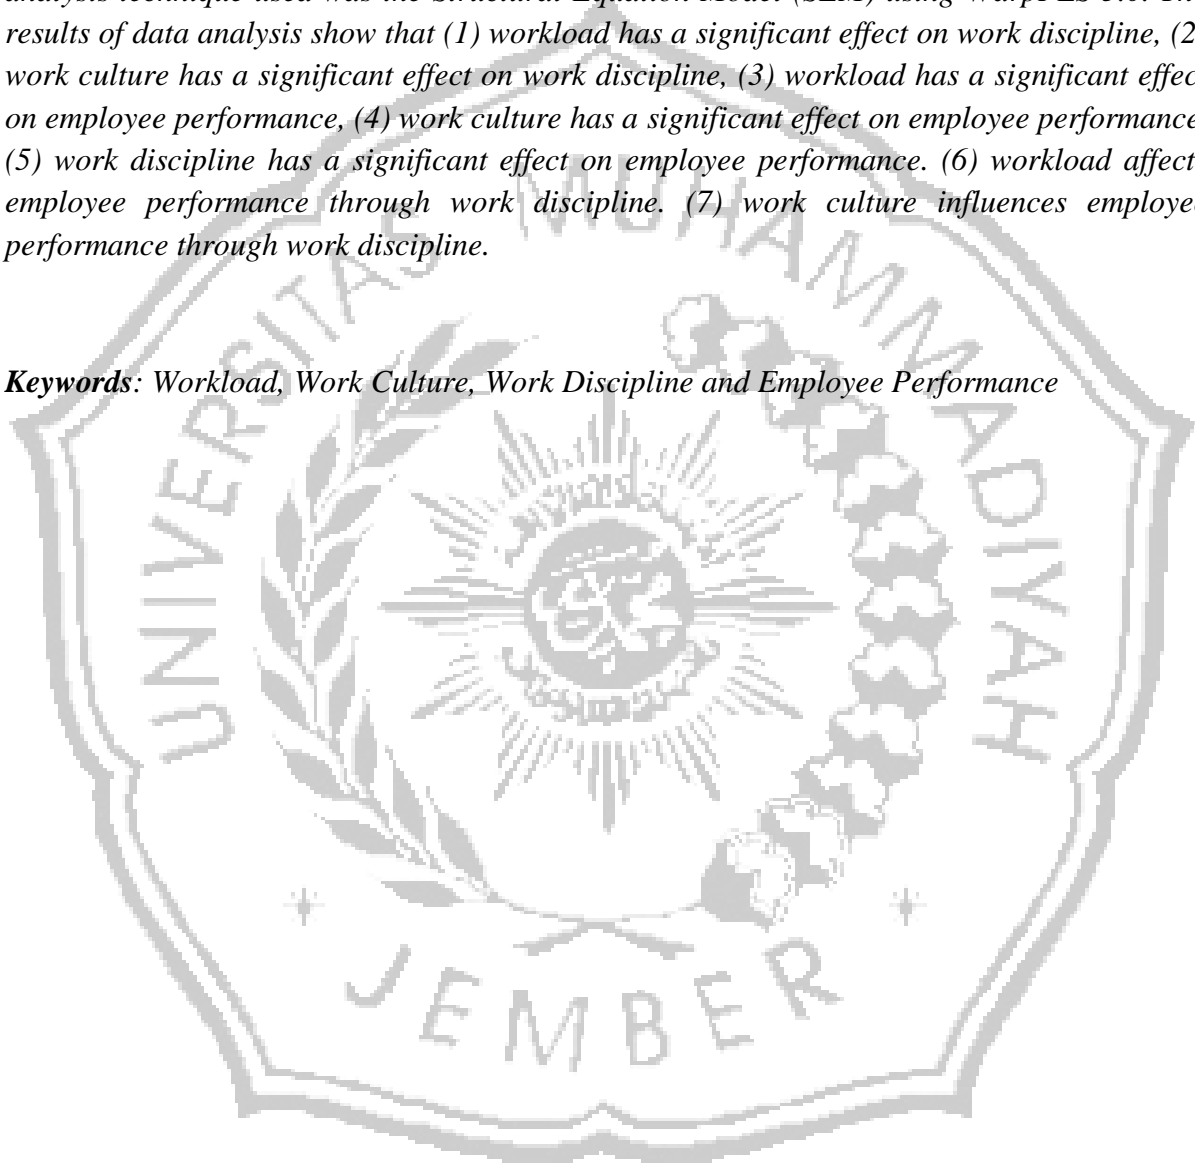 results of data analysis show that (1) workload has a significant effect on work discipline, (2
work culture has a significant effect on work discipline, (3) workload has a significant effec
on employee performance, (4) work culture has a significant effect on employee performance
(5) work discipline has a significant effect on employee performance. (6) workload affect
employee performance through work discipline. (7) work culture influences employe
performance through work discipline.
Keywords: Workload, Work Culture, Work Discipline and Employee Performance
UNIVERSITAS MUHAMMADIYAH
JEMBER